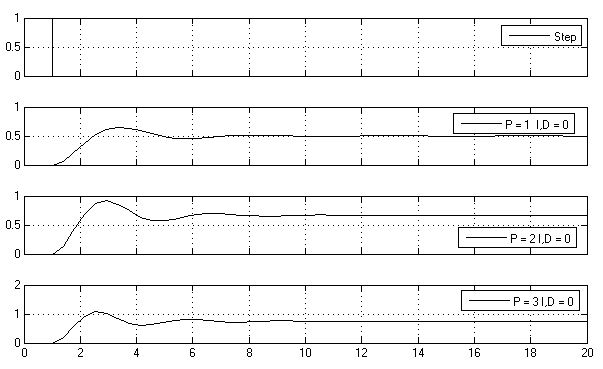 1
0.5
0
Step
1
0.5
0
P = 1 I,D = 0
1
0.5
0
P = 2 I,D = 0
2
1
0
P = 3 I,D = 0
0 2 4 6 8 10 12 14 16 18 20